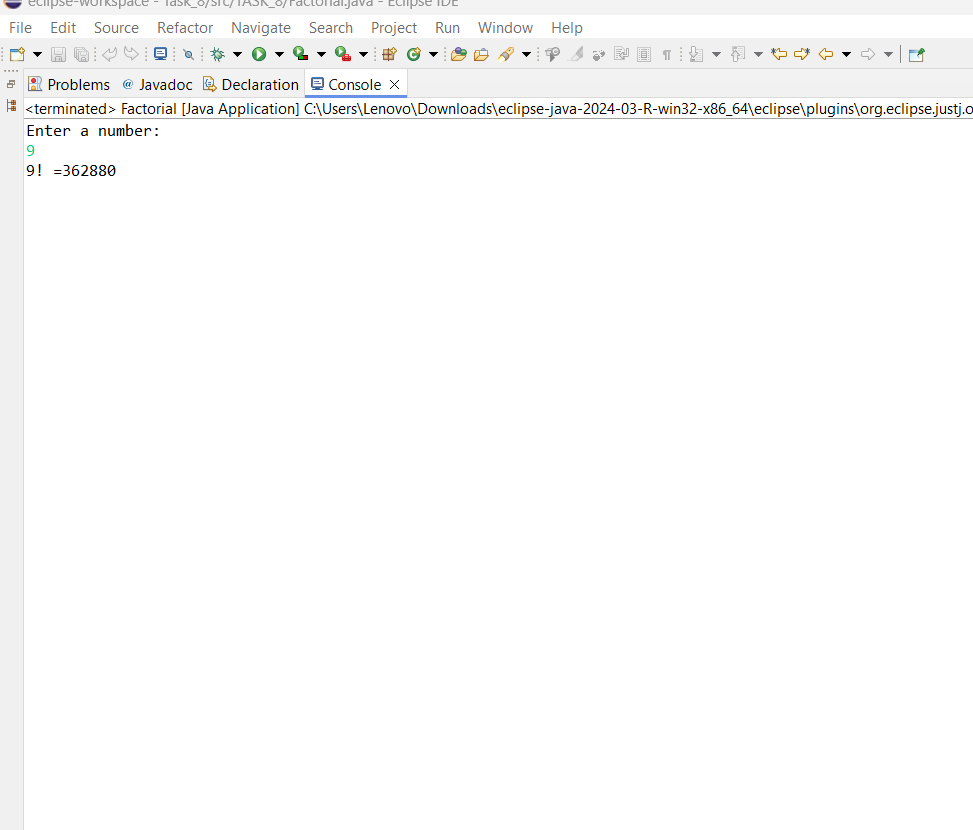 eclipse-workspace - Task_8/src/TASK_8/Factorial.java - Eclipse IDE
File Edit Source Refactor Navigate Search Project Run Window Help
Problems @ Javadoc Declaration Console
<terminated> Factorial [Java Application] C:\Users\Lenovo\Downloads\eclipse-java-2024-03-R-win32-x86_64\eclipse\plugins\org.eclipse.justj.o
Enter a number:
9
9! =362880